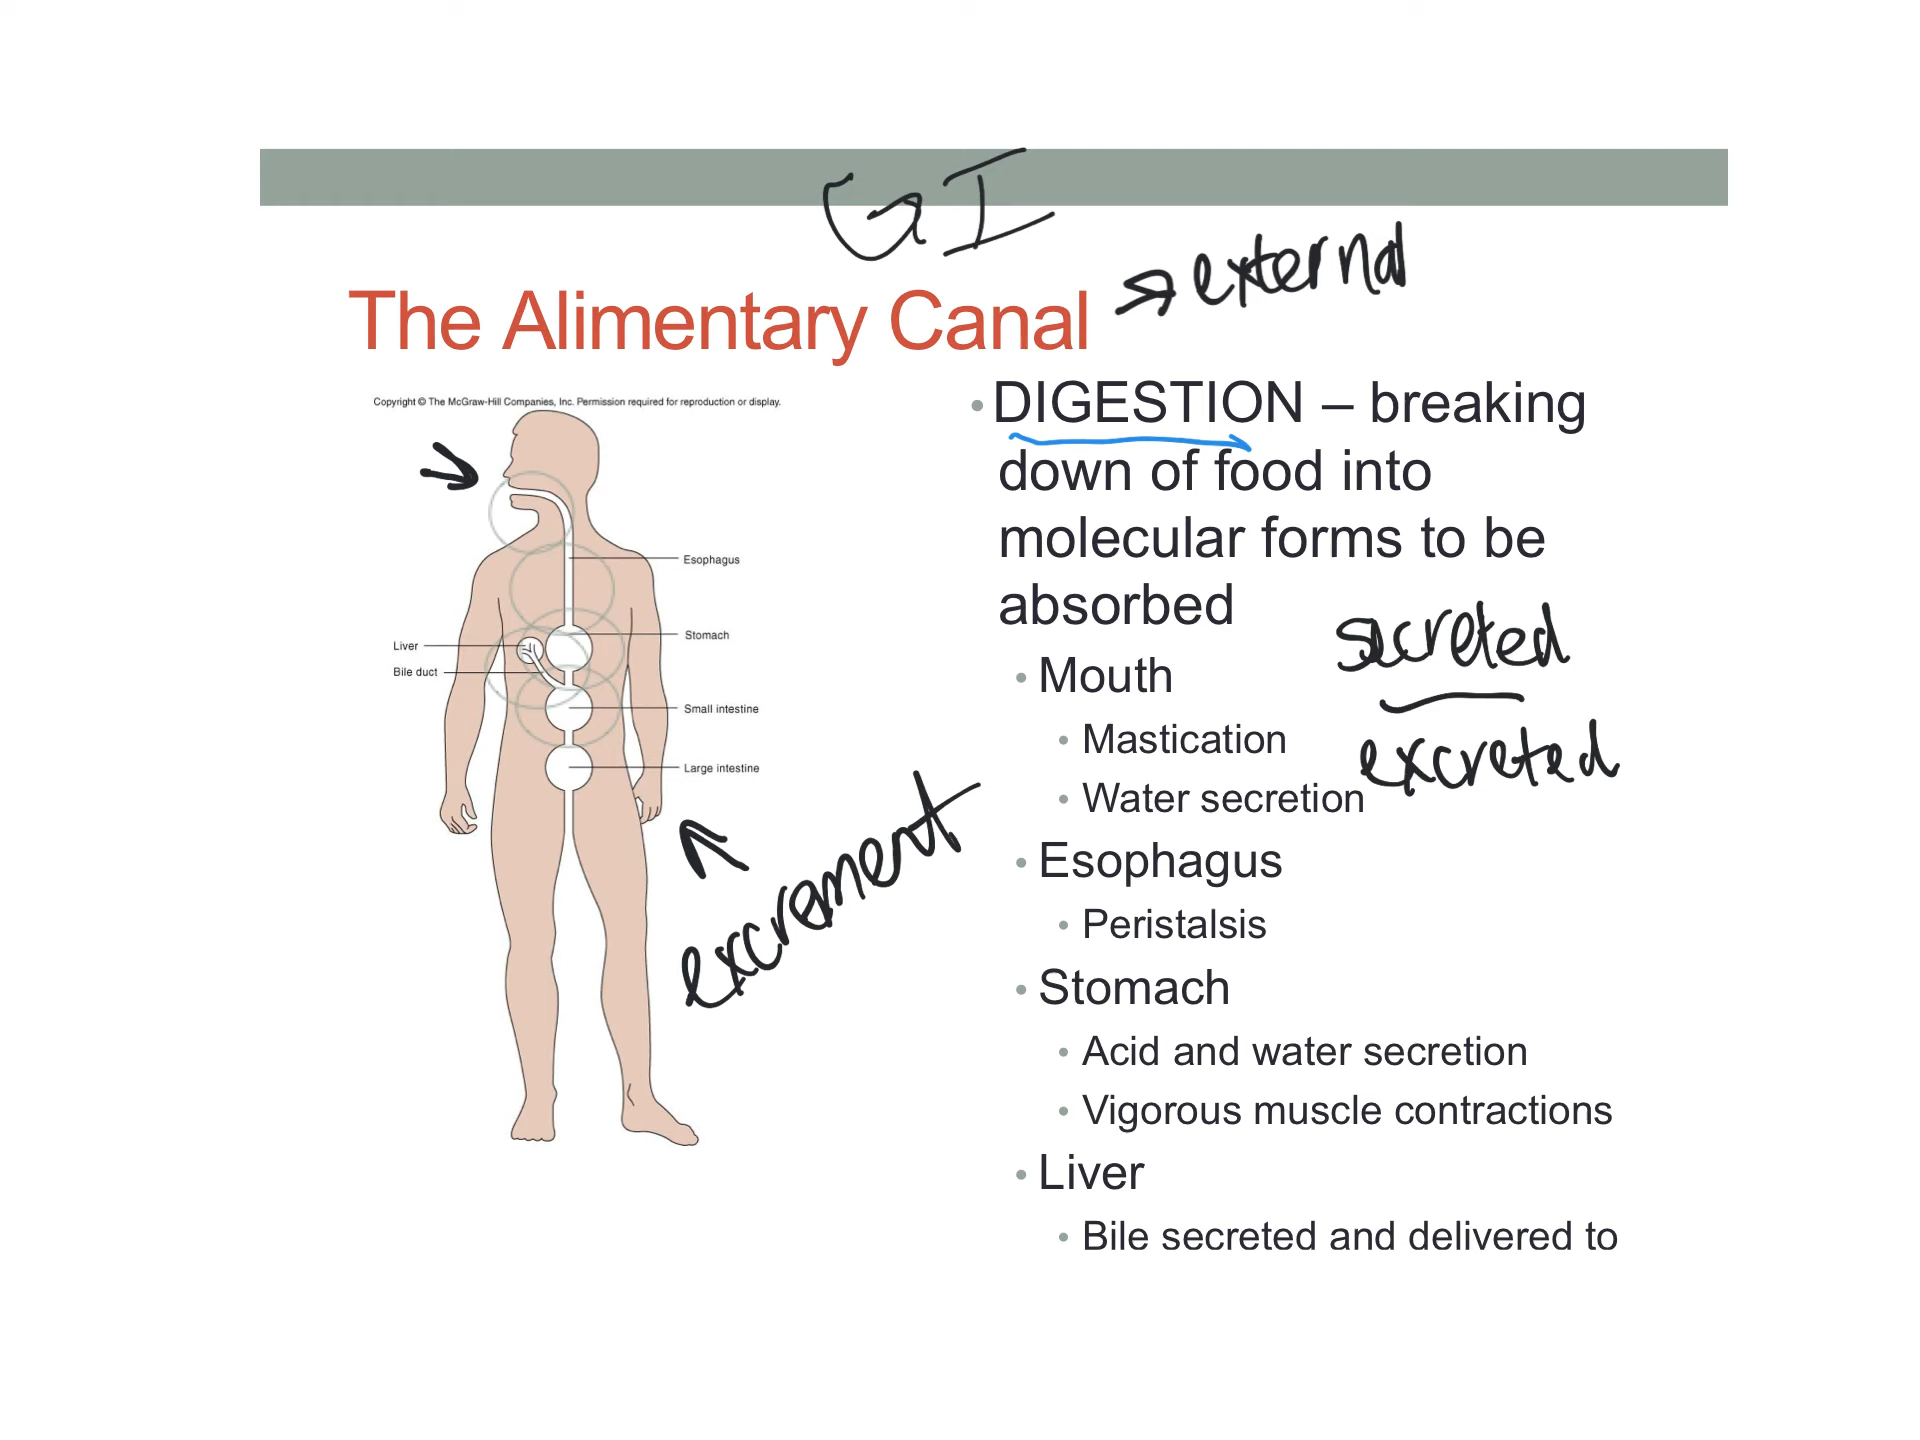 GI
→ external
The Alimentary Canal
Copyright © The McGraw-Hill Companies, Inc. Permission required for reproduction or display.
Esophagus
Stomach
Liver
Bile duct
Small intestine
Large intestine
excrement
• DIGESTION – breaking
down of food into
molecular forms to be
absorbed
secreted
excreted
• Mouth
• Mastication
• Water secretion
• Esophagus
• Peristalsis
• Stomach
• Acid and water secretion
• Vigorous muscle contractions
• Liver
• Bile secreted and delivered to